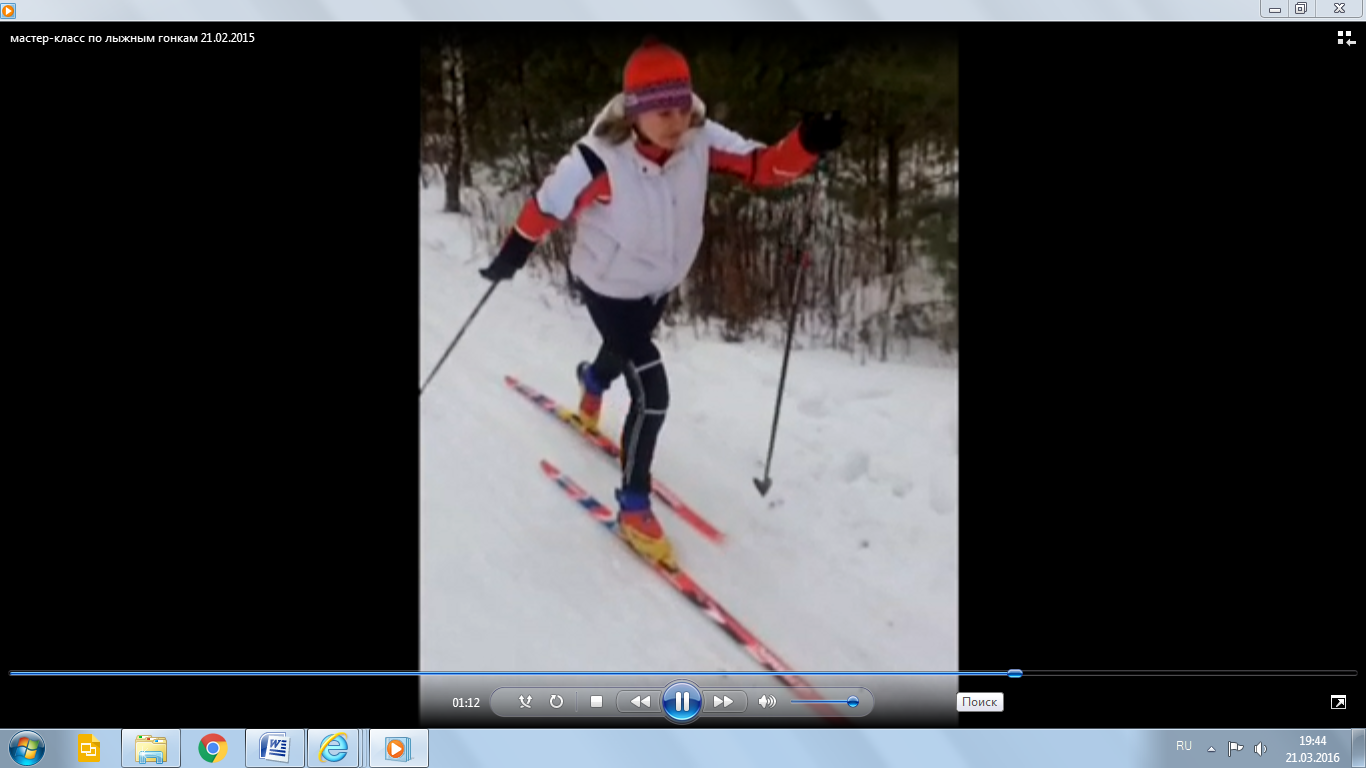 мастер-класс по лыжным гонкам 21.02.2015
01:12
Поиск
RU
19:44
21.03.2016